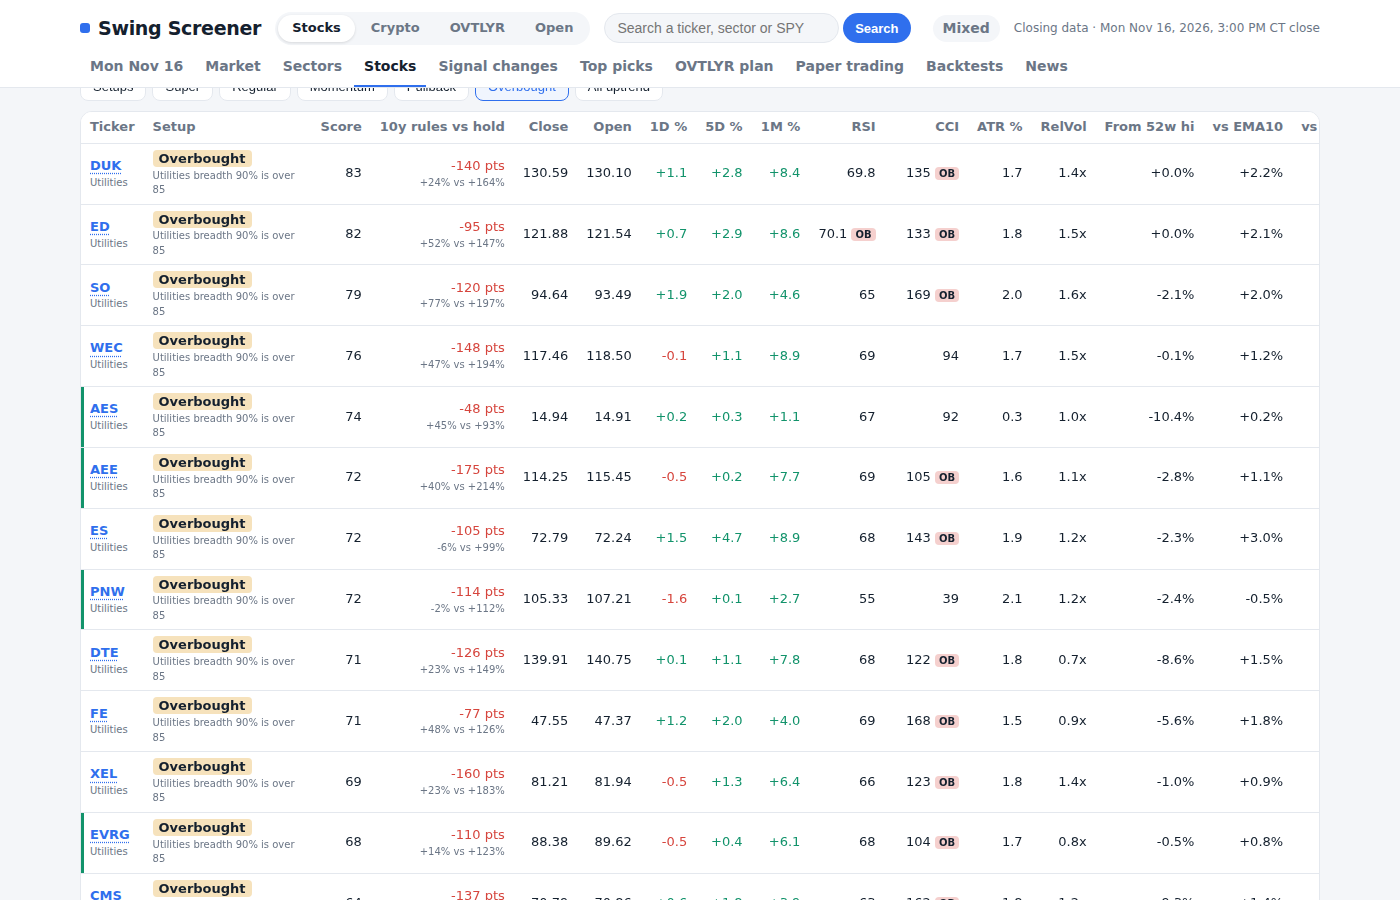 Swing Screener Stocks Crypto OVTLYR Open Search a ticker, sector or SPY Search Mixed Closing data · Mon Nov 16, 2026, 3:00 PM CT close
Mon Nov 16 Market Sectors Stocks Signal changes Top picks OVTLYR plan Paper trading Backtests News
Setups Super Regular Momentum Pullback Overbought All uptrend
Ticker Setup Score 10y rules vs hold Close Open 1D % 5D % 1M % RSI CCI ATR % RelVol From 52w hi vs EMA10 vs
DUK Overbought 83 -140 pts 130.59 130.10 +1.1 +2.8 +8.4 69.8 135 OB 1.7 1.4x +0.0% +2.2%
Utilities Utilities breadth 90% is over +24% vs +164%
85
ED Overbought 82 -95 pts 121.88 121.54 +0.7 +2.9 +8.6 70.1 OB 133 OB 1.8 1.5x +0.0% +2.1%
Utilities Utilities breadth 90% is over +52% vs +147%
85
SO Overbought 79 -120 pts 94.64 93.49 +1.9 +2.0 +4.6 65 169 OB 2.0 1.6x -2.1% +2.0%
Utilities Utilities breadth 90% is over +77% vs +197%
85
WEC Overbought 76 -148 pts 117.46 118.50 -0.1 +1.1 +8.9 69 94 1.7 1.5x -0.1% +1.2%
Utilities Utilities breadth 90% is over +47% vs +194%
85
AES Overbought 74 -48 pts 14.94 14.91 +0.2 +0.3 +1.1 67 92 0.3 1.0x -10.4% +0.2%
Utilities Utilities breadth 90% is over +45% vs +93%
85
AEE Overbought 72 -175 pts 114.25 115.45 -0.5 +0.2 +7.7 69 105 OB 1.6 1.1x -2.8% +1.1%
Utilities Utilities breadth 90% is over +40% vs +214%
85
ES Overbought 72 -105 pts 72.79 72.24 +1.5 +4.7 +8.9 68 143 OB 1.9 1.2x -2.3% +3.0%
Utilities Utilities breadth 90% is over -6% vs +99%
85
PNW Overbought 72 -114 pts 105.33 107.21 -1.6 +0.1 +2.7 55 39 2.1 1.2x -2.4% -0.5%
Utilities Utilities breadth 90% is over -2% vs +112%
85
DTE Overbought 71 -126 pts 139.91 140.75 +0.1 +1.1 +7.8 68 122 OB 1.8 0.7x -8.6% +1.5%
Utilities Utilities breadth 90% is over +23% vs +149%
85
FE Overbought 71 -77 pts 47.55 47.37 +1.2 +2.0 +4.0 69 168 OB 1.5 0.9x -5.6% +1.8%
Utilities Utilities breadth 90% is over +48% vs +126%
85
XEL Overbought 69 -160 pts 81.21 81.94 -0.5 +1.3 +6.4 66 123 OB 1.8 1.4x -1.0% +0.9%
Utilities Utilities breadth 90% is over +23% vs +183%
85
EVRG Overbought 68 -110 pts 88.38 89.62 -0.5 +0.4 +6.1 68 104 OB 1.7 0.8x -0.5% +0.8%
Utilities Utilities breadth 90% is over +14% vs +123%
85
CMS Overbought -137 pts